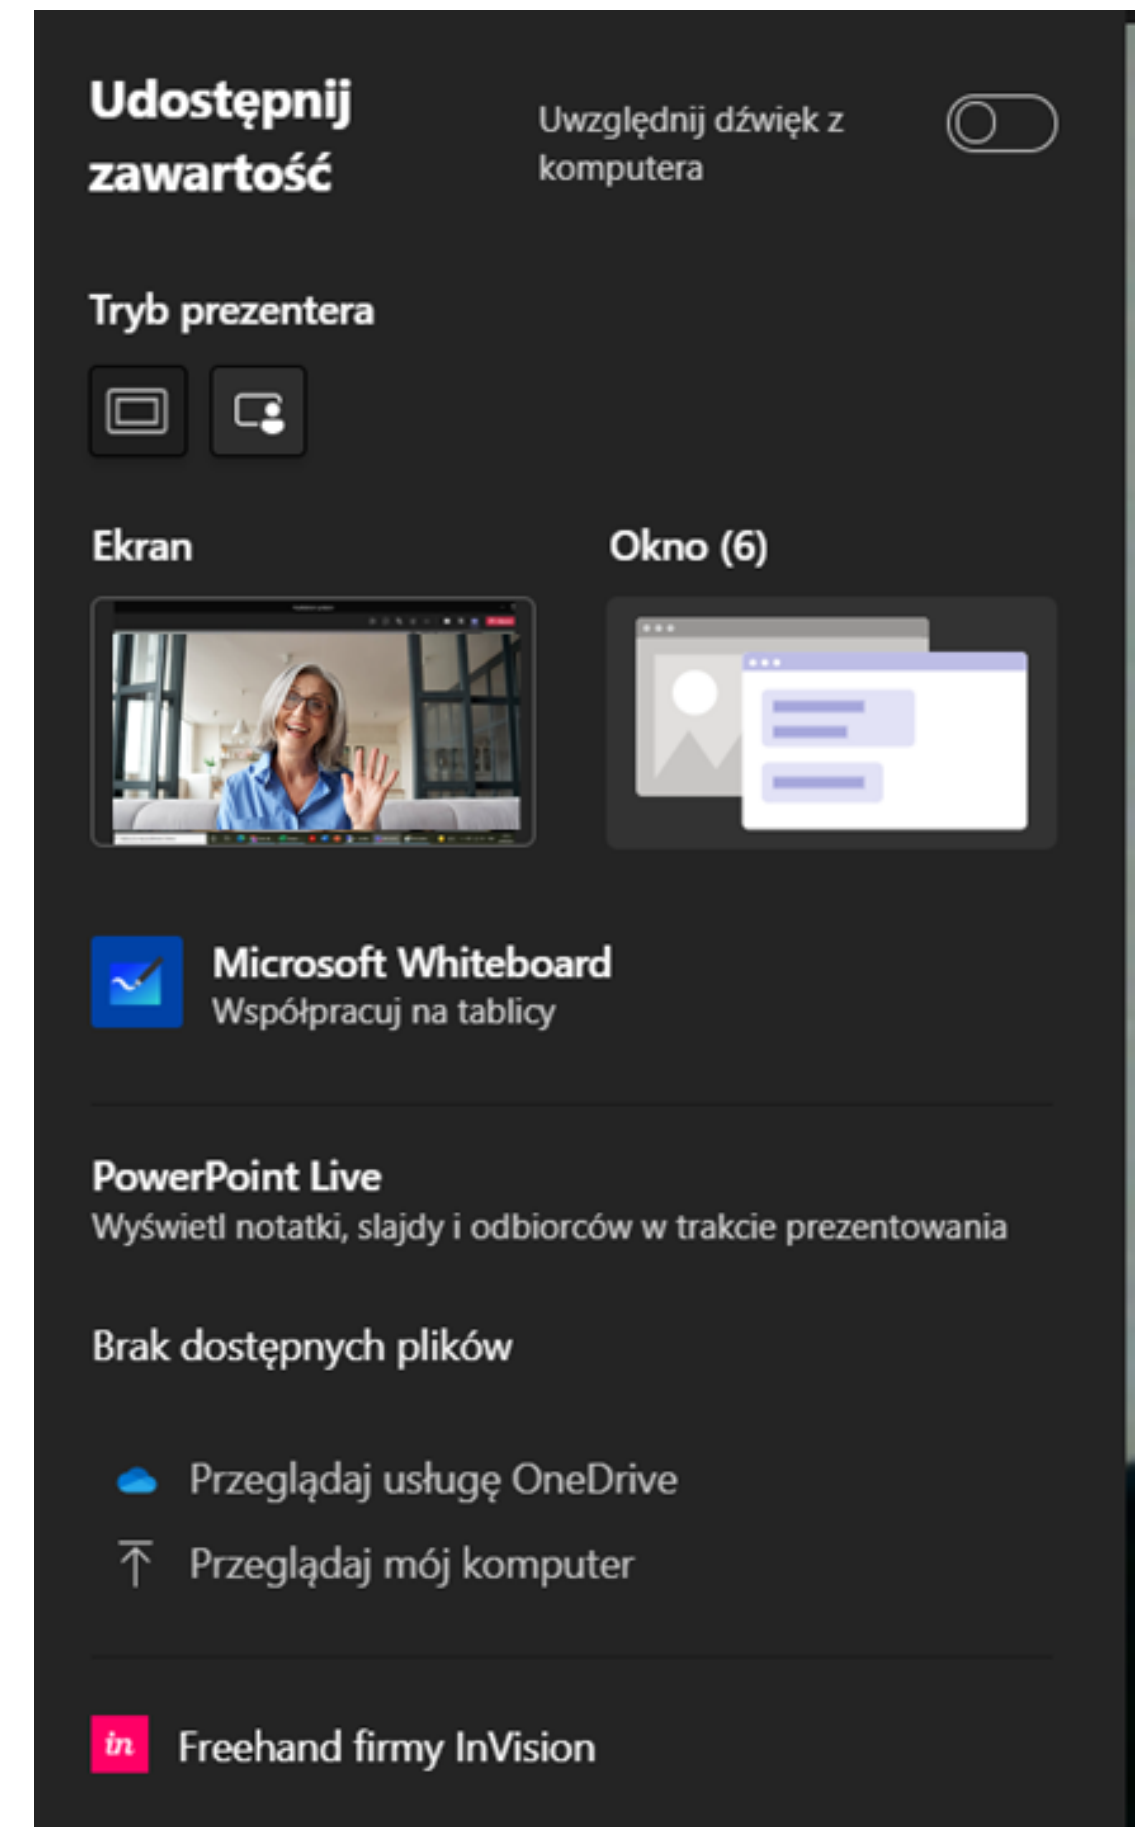 Udostępnij
zawartość
Uwzględnij dźwięk z
komputera
Tryb prezentera
Ekran
Okno (6)
Microsoft Whiteboard
Współpracuj na tablicy
PowerPoint Live
Wyświetl notatki, slajdy i odbiorców w trakcie prezentowania
Brak dostępnych plików
Przeglądaj usługę OneDrive
Przeglądaj mój komputer
in
Freehand firmy InVision